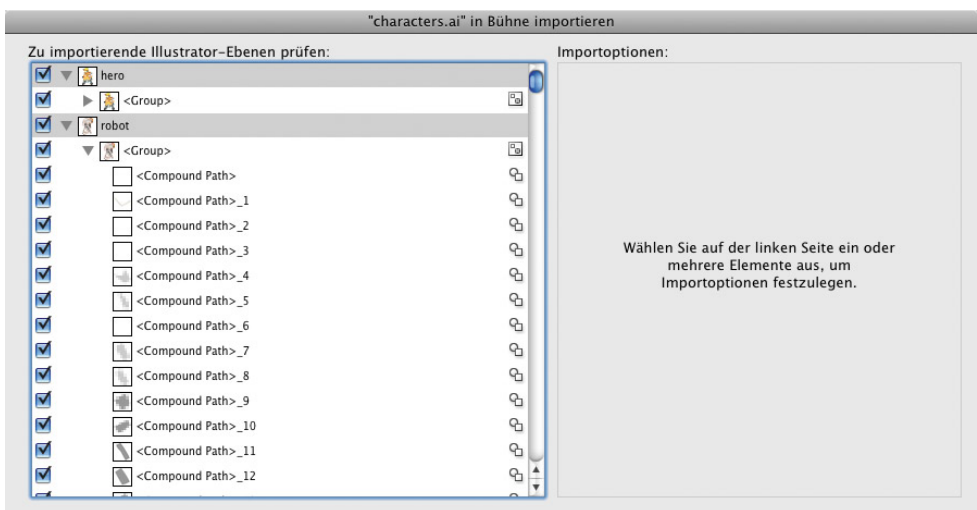 "characters.ai" in Bühne importieren
Zu importierende Illustrator-Ebenen prüfen:
Importoptionen:
hero
<Group>
robot
<Group>
<Compound Path>
<Compound Path>_1
<Compound Path>_2
<Compound Path>_3
<Compound Path>_4
<Compound Path>_5
<Compound Path>_6
<Compound Path>_7
<Compound Path>_8
<Compound Path>_9
<Compound Path>_10
<Compound Path>_11
<Compound Path>_12
Wählen Sie auf der linken Seite ein oder
mehrere Elemente aus, um
Importoptionen festzulegen.